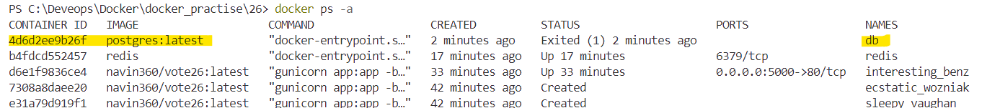 PS C:\Deveops\Docker\docker_practise\26> docker ps -a
CONTAINER ID IMAGE COMMAND CREATED STATUS PORTS NAMES
4d6d2ee9b26f postgres:latest "docker-entrypoint.s…" 2 minutes ago Exited (1) 2 minutes ago db
b4fdcd552457 redis "docker-entrypoint.s…" 17 minutes ago Up 17 minutes 6379/tcp redis
d6e1f9836ce4 navin360/vote26:latest "gunicorn app:app -b…" 33 minutes ago Up 33 minutes 0.0.0.0:5000->80/tcp interesting_benz
7308a8daee20 navin360/vote26:latest "gunicorn app:app -b…" 42 minutes ago Created ecstatic_wozniak
e31a79d919f1 navin360/vote26:latest "gunicorn app:app -b…" 42 minutes ago Created sleepy_vaughan